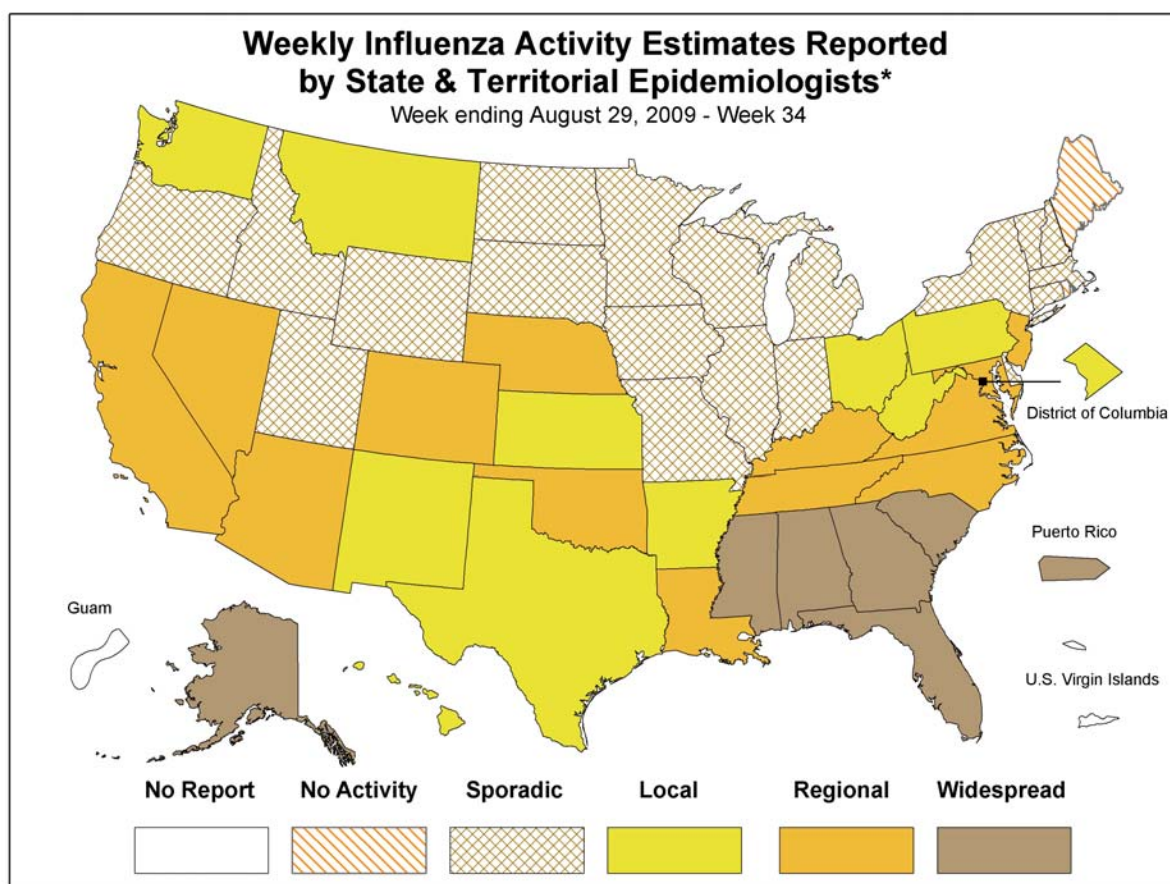 Weekly Influenza Activity Estimates Reported
by State & Territorial Epidemiologists*
Week ending August 29, 2009 - Week 34
District of Columbia
Puerto Rico
Guam
U.S. Virgin Islands
No Report No Activity Sporadic Local Regional Widespread